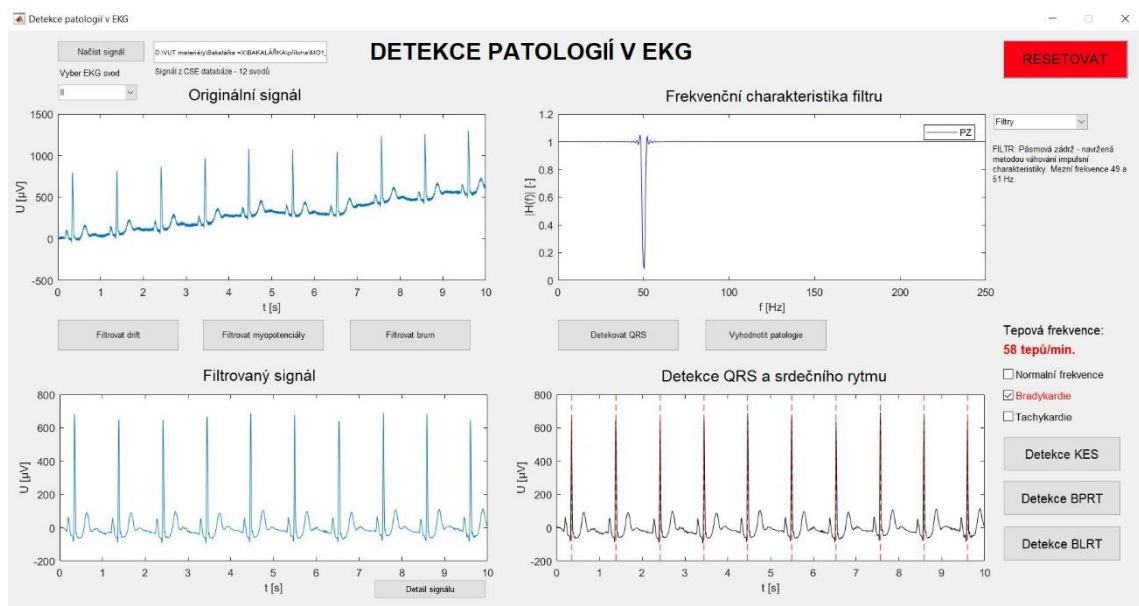 Detekce patologií v EKG
Načíst signál
D:\VUT materiály\Bakalářka +X\BAKALÁŘKA\příloha\MO1_
DETEKCE PATOLOGIÍ V EKG
RESETOVAT
Vyber EKG svod
Signál z CSE databáze - 12 svodů
II
Originální signál
1500
1000
500
0
-500
U [µV]
0 1 2 3 4 5 6 7 8 9 10
t [s]
Frekvenční charakteristika filtru
PZ
1.2
1
0.8
0.6
0.4
0.2
0
|H(f)| [-]
0 50 100 150 200 250
f [Hz]
Filtry
FILTR: Pásmová zádrž - navržená
metodou váhování impulsní
charakteristiky. Mezní frekvence 49 a
51 Hz.
Filtrovat drift
Filtrovat myopotenciály
Filtrovat brum
Detekovat QRS
Vyhodnotit patologie
Tepová frekvence:
58 tepů/min.
Normalní frekvence
Bradykardie
Tachykardie
Filtrovaný signál
800
600
400
200
0
-200
U [µV]
0 1 2 3 4 5 6 7 8 9 10
t [s]
Detail signálu
Detekce QRS a srdečního rytmu
800
600
400
200
0
-200
U [µV]
0 1 2 3 4 5 6 7 8 9 10
t [s]
Detekce KES
Detekce BPRT
Detekce BLRT